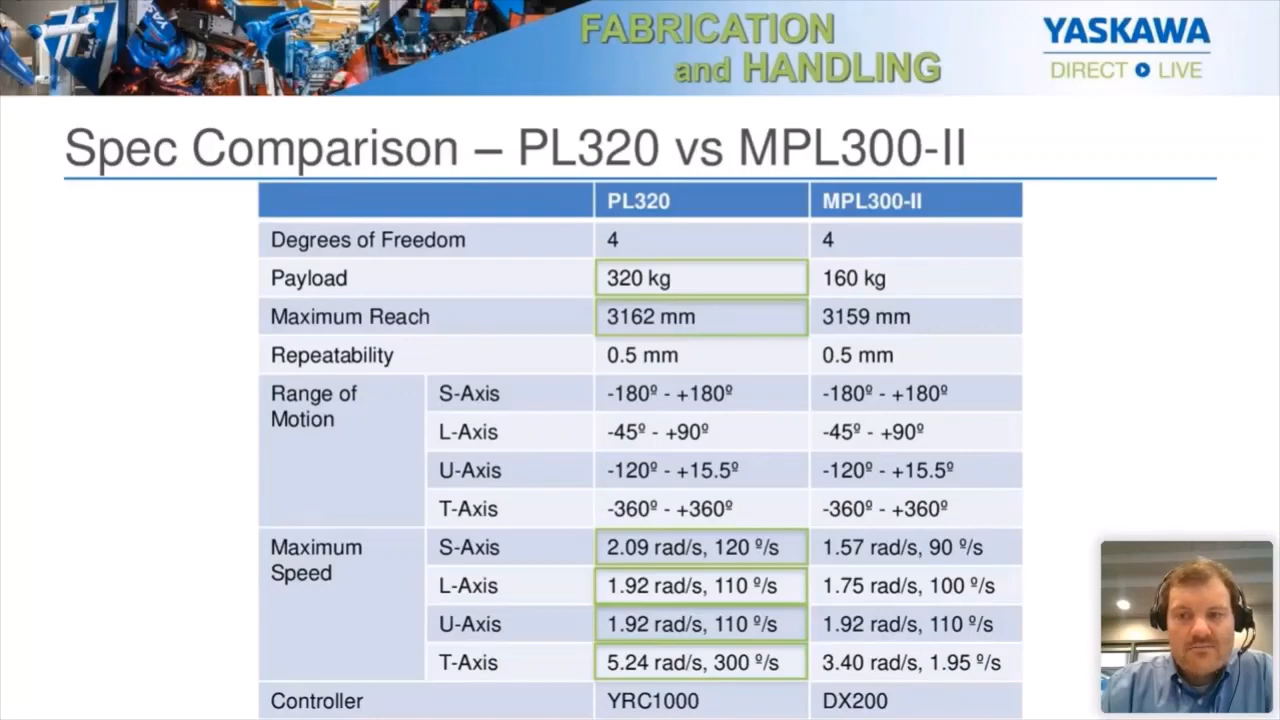 FABRICATION
and HANDLING
YASKAWA
DIRECT LIVE
Spec Comparison – PL320 vs MPL300-II
PL320 MPL300-II
Degrees of Freedom 4 4
Payload 320 kg 160 kg
Maximum Reach 3162 mm 3159 mm
Repeatability 0.5 mm 0.5 mm
Range of Motion S-Axis -180º - +180º -180º - +180º
L-Axis -45º - +90º -45º - +90º
U-Axis -120º - +15.5º -120º - +15.5º
T-Axis -360º - +360º -360º - +360º
Maximum Speed S-Axis 2.09 rad/s, 120 º/s 1.57 rad/s, 90 º/s
L-Axis 1.92 rad/s, 110 º/s 1.75 rad/s, 100 º/s
U-Axis 1.92 rad/s, 110 º/s 1.92 rad/s, 110 º/s
T-Axis 5.24 rad/s, 300 º/s 3.40 rad/s, 1.95 º/s
Controller YRC1000 DX200